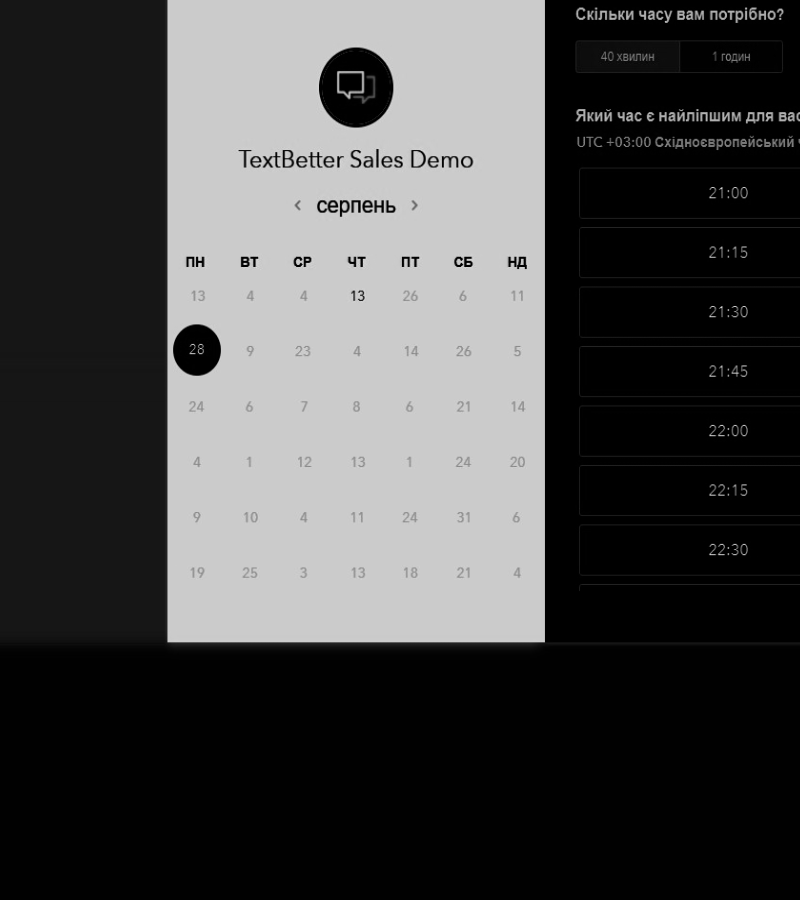 TextBetter Sales Demo
серпень
ПН ВТ СР ЧТ ПТ СБ НД
13 4 4 13 26 6 11
28 9 23 4 14 26 5
24 6 7 8 6 21 14
4 1 12 13 1 24 20
9 10 4 11 24 31 6
19 25 3 13 18 21 4
Скільки часу вам потрібно?
40 хвилин 1 годин
Який час є найліпшим для вас
UTC +03:00 Східноєвропейський
21:00
21:15
21:30
21:45
22:00
22:15
22:30